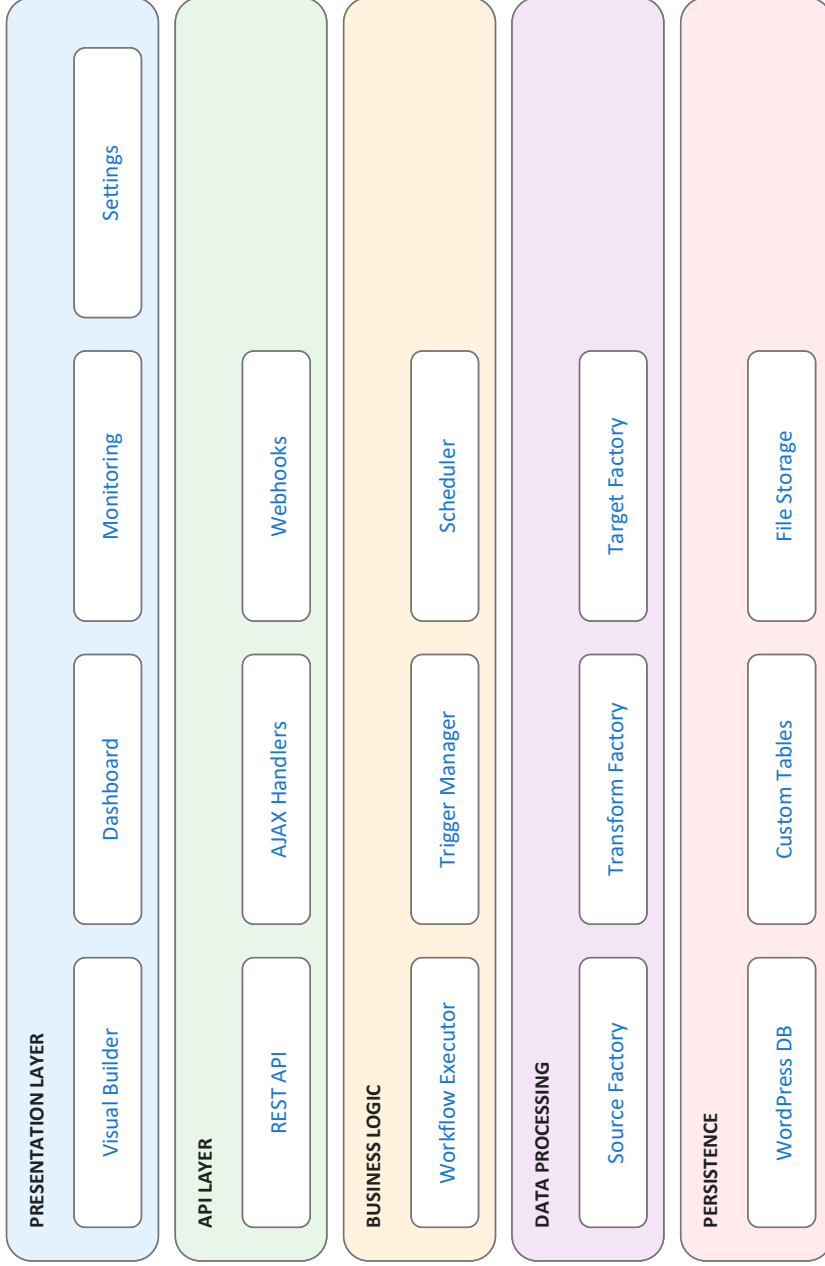 PRESENTATION LAYER
Visual Builder
Dashboard
Monitoring
Settings
API LAYER
REST API
AJAX Handlers
Webhooks
BUSINESS LOGIC
Workflow Executor
Trigger Manager
Scheduler
DATA PROCESSING
Source Factory
Transform Factory
Target Factory
PERSISTENCE
WordPress DB
Custom Tables
File Storage